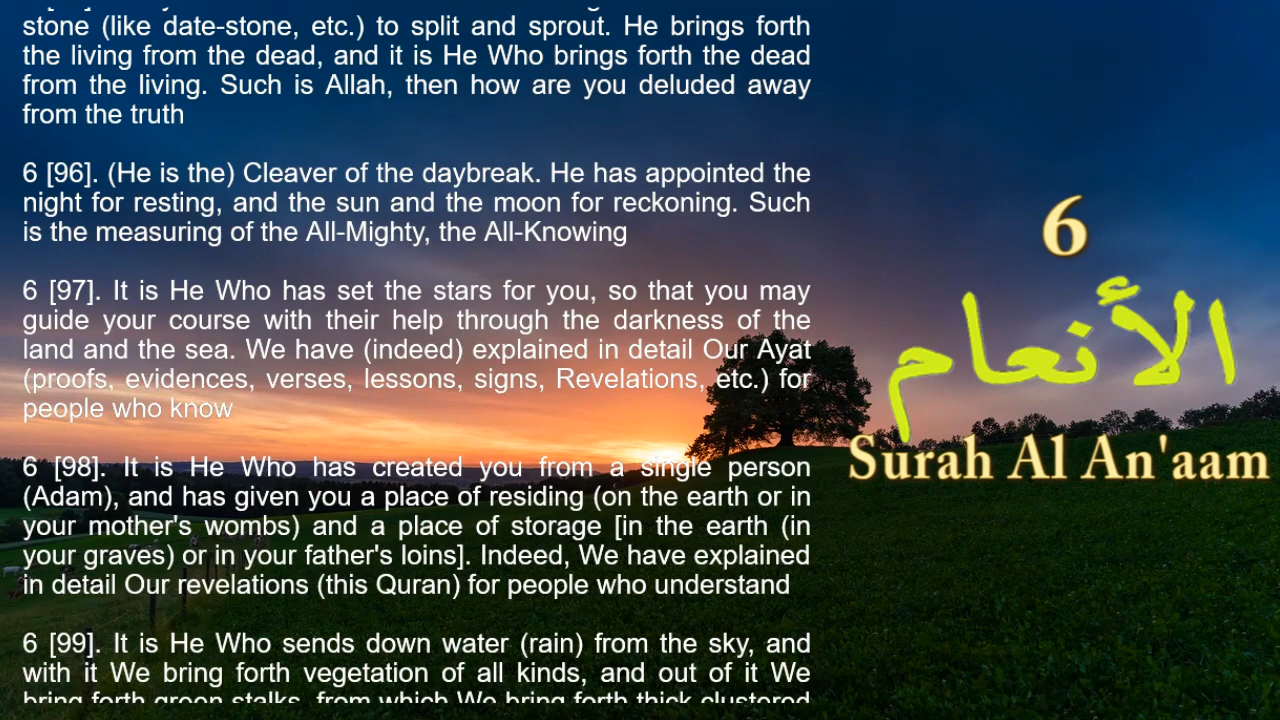 stone (like date-stone, etc.) to split and sprout. He brings forth
the living from the dead, and it is He Who brings forth the dead
from the living. Such is Allah, then how are you deluded away
from the truth
6 [96]. (He is the) Cleaver of the daybreak. He has appointed the
night for resting, and the sun and the moon for reckoning. Such
is the measuring of the All-Mighty, the All-Knowing
6 [97]. It is He Who has set the stars for you, so that you may
guide your course with their help through the darkness of the
land and the sea. We have (indeed) explained in detail Our Ayat
(proofs, evidences, verses, lessons, signs, Revelations, etc.) for
people who know
6 [98]. It is He Who has created you from a single person
(Adam), and has given you a place of residing (on the earth or in
your mother's wombs) and a place of storage [in the earth (in
your graves) or in your father's loins]. Indeed, We have explained
in detail Our revelations (this Quran) for people who understand
6 [99]. It is He Who sends down water (rain) from the sky, and
with it We bring forth vegetation of all kinds, and out of it We
bring forth green stalks, from which We bring forth thick clustered
6
الأنعام
Surah Al An'aam